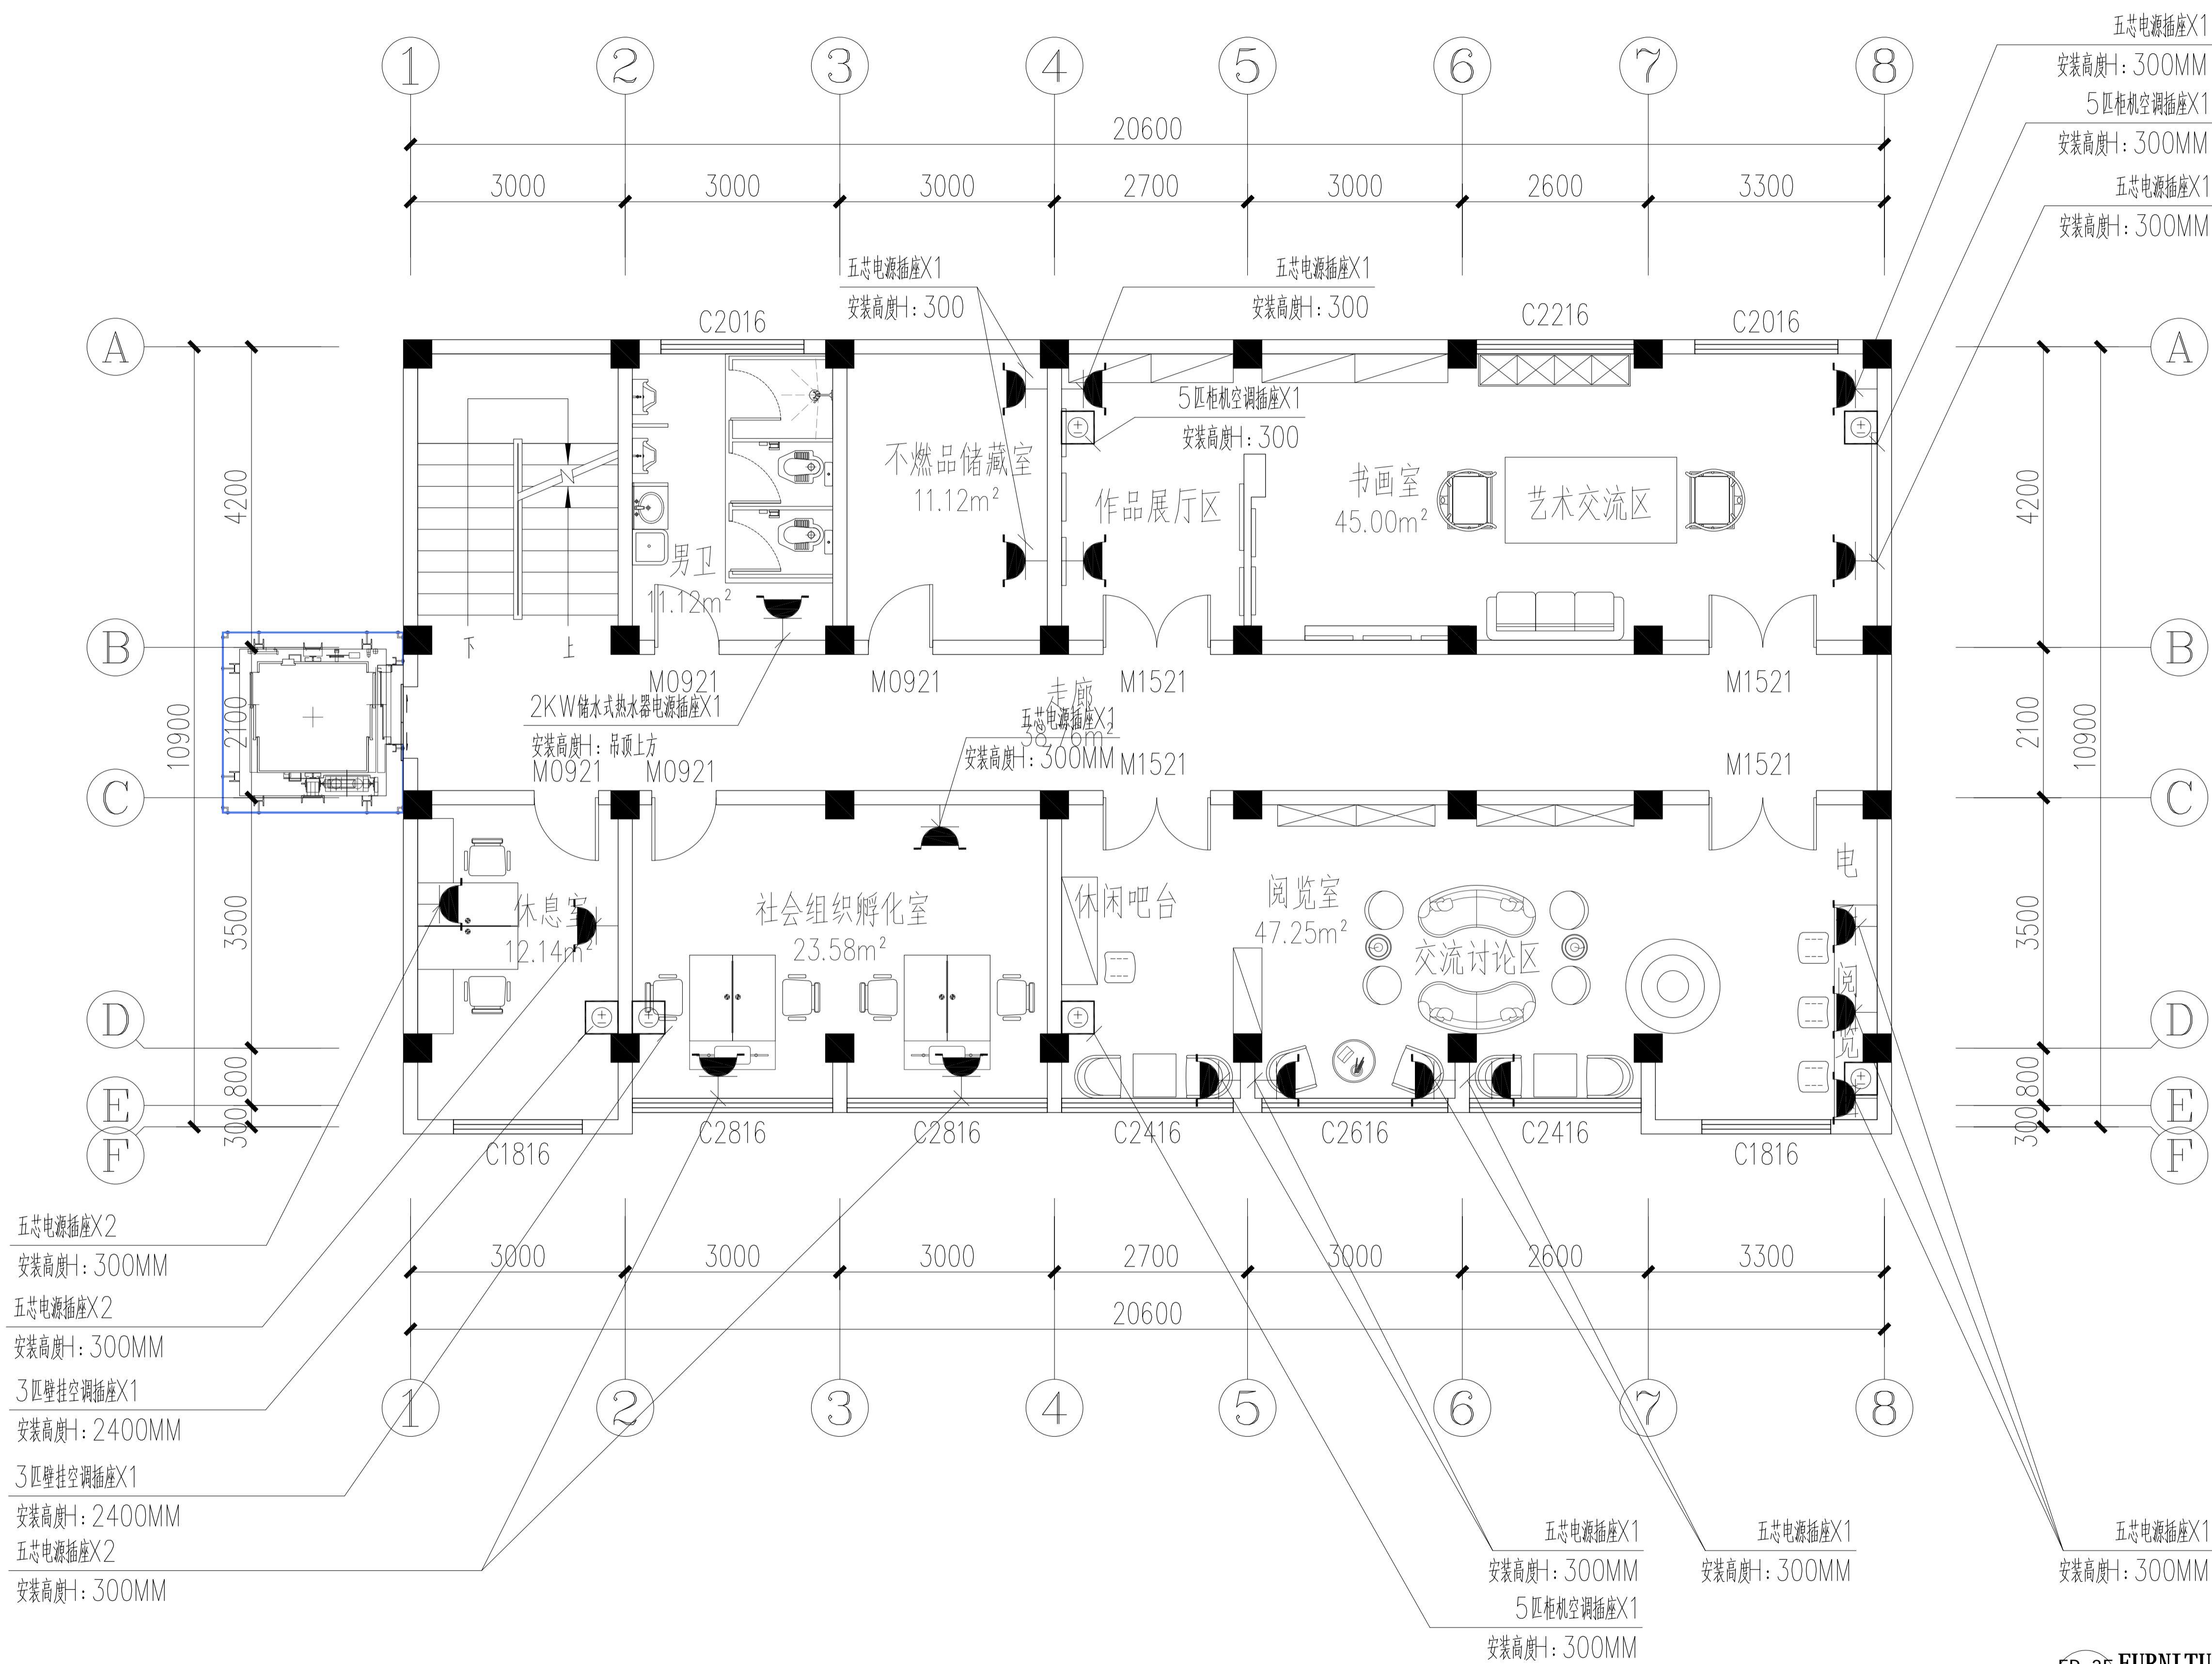 五芯电源插座X1
安装高度H: 300MM
5匹柜机空调插座X1
安装高度H: 300MM
五芯电源插座X1
安装高度H: 300MM
1 2 3 4 5 6 7 8
20600
3000 3000 3000 2700 3000 2600 3300
五芯电源插座X1
安装高度H: 300
五芯电源插座X1
安装高度H: 300
C2016 C2216 C2016
A A
5匹柜机空调插座X1
安装高度H: 300
不燃品储藏室
11.12m²
作品展厅区
书画室
45.00m²
艺术交流区
4200 4200
男卫
11.12m²
下 上
B B
M0921 M0921 M1521 M1521
走廊
38.76m²
2KW储水式热水器电源插座X1
安装高度H: 吊顶上方
五芯电源插座X1
安装高度H: 300MM
10900 2100 2100 10900
M0921 M0921 M1521 M1521
C C
休息室
12.14m²
社会组织孵化室
23.58m²
休闲吧台
阅览室
47.25m²
交流讨论区
电
子
阅
览
3500 3500
D D
800 800
E E
300 300
F F
C1816 C2816 C2816 C2416 C2616 C2416 C1816
五芯电源插座X2
安装高度H: 300MM
五芯电源插座X2
安装高度H: 300MM
3匹壁挂空调插座X1
安装高度H: 2400MM
3匹壁挂空调插座X1
安装高度H: 2400MM
五芯电源插座X2
安装高度H: 300MM
3000 3000 3000 2700 3000 2600 3300
20600
1 2 3 4 5 6 7 8
五芯电源插座X1
安装高度H: 300MM
5匹柜机空调插座X1
安装高度H: 300MM
五芯电源插座X1
安装高度H: 300MM
五芯电源插座X1
安装高度H: 300MM
FURNITU